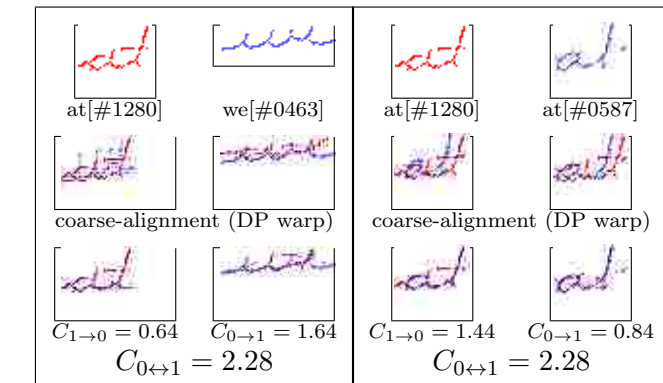 at[#1280] we[#0463]
coarse-alignment (DP warp)
C1→0 = 0.64 C0→1 = 1.64
C0↔1 = 2.28
at[#1280] at[#0587]
coarse-alignment (DP warp)
C1→0 = 1.44 C0→1 = 0.84
C0↔1 = 2.28